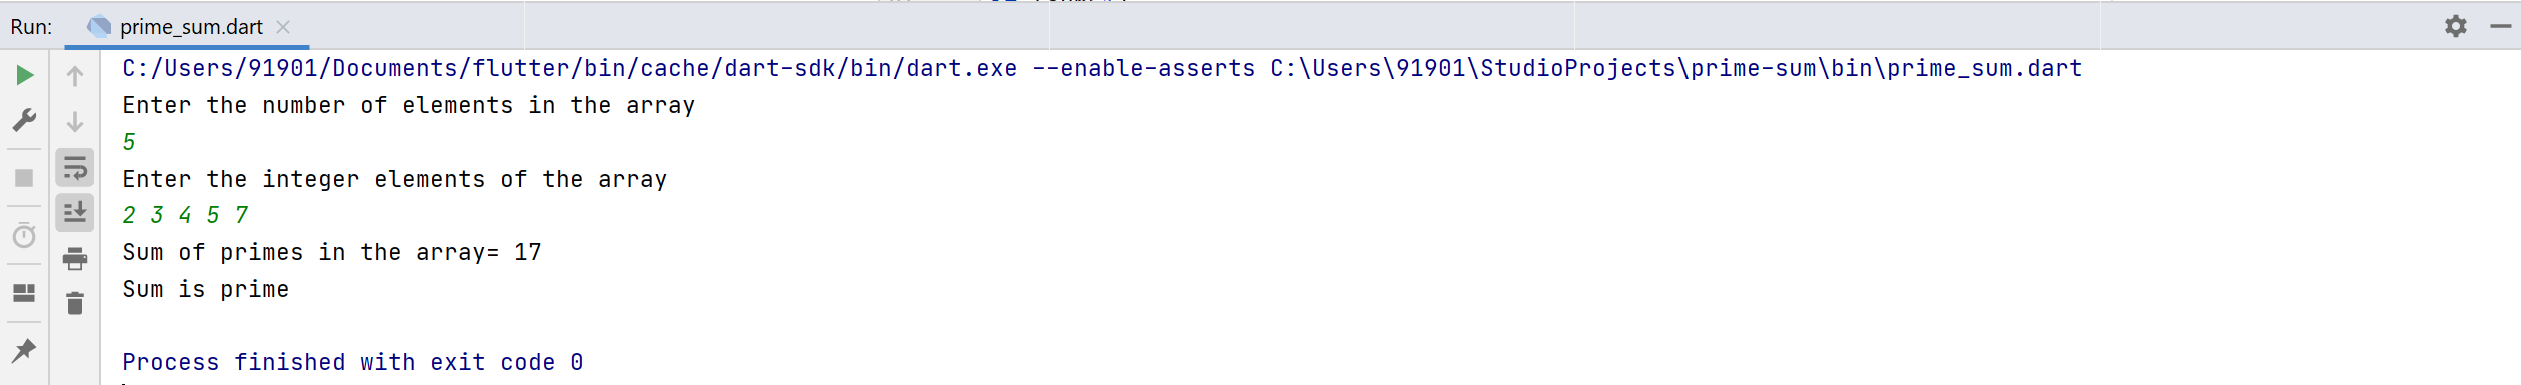 Run: prime_sum.dart
C:/Users/91901/Documents/flutter/bin/cache/dart-sdk/bin/dart.exe --enable-asserts C:\Users\91901\StudioProjects\prime-sum\bin\prime_sum.dart
Enter the number of elements in the array
5
Enter the integer elements of the array
2 3 4 5 7
Sum of primes in the array= 17
Sum is prime
Process finished with exit code 0